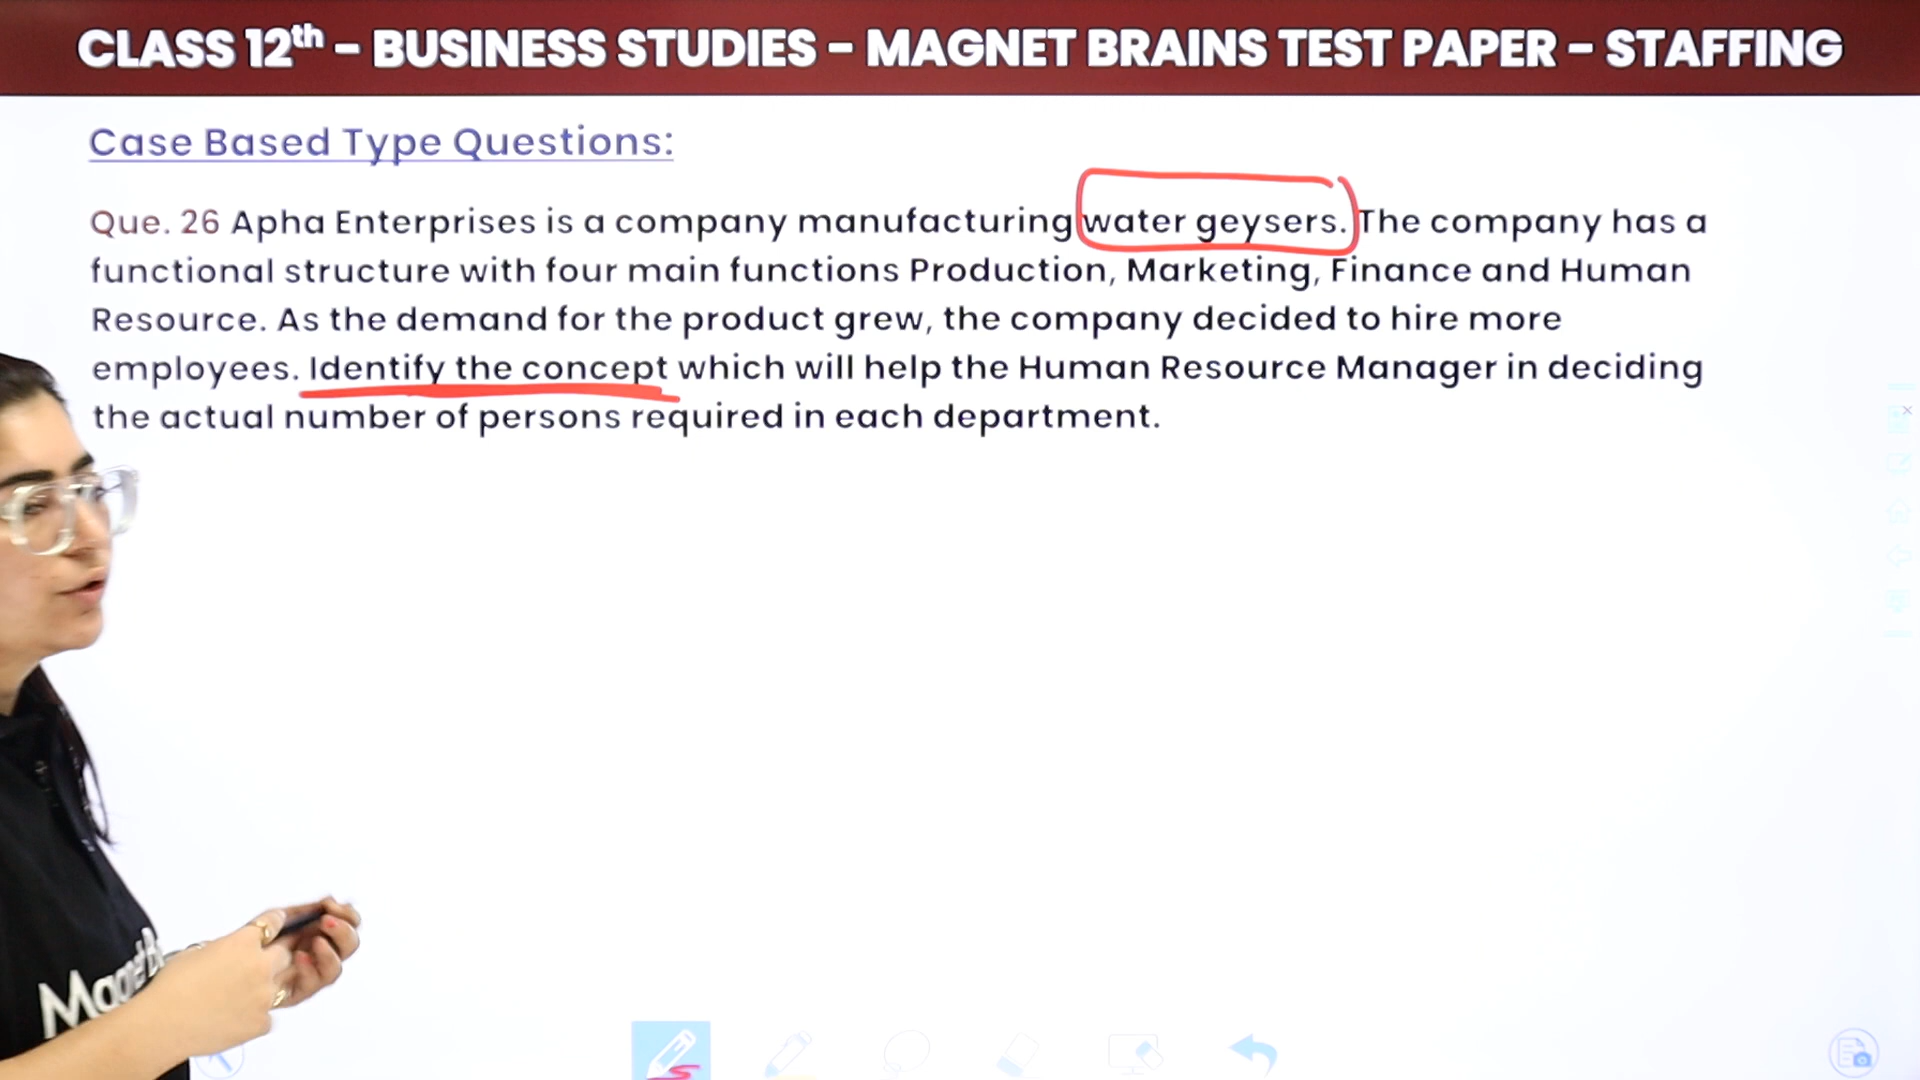 CLASS 12th – BUSINESS STUDIES – MAGNET BRAINS TEST PAPER – STAFFING
Case Based Type Questions:
Que. 26 Apha Enterprises is a company manufacturing water geysers. The company has a
functional structure with four main functions Production, Marketing, Finance and Human
Resource. As the demand for the product grew, the company decided to hire more
employees. Identify the concept which will help the Human Resource Manager in deciding
the actual number of persons required in each department.